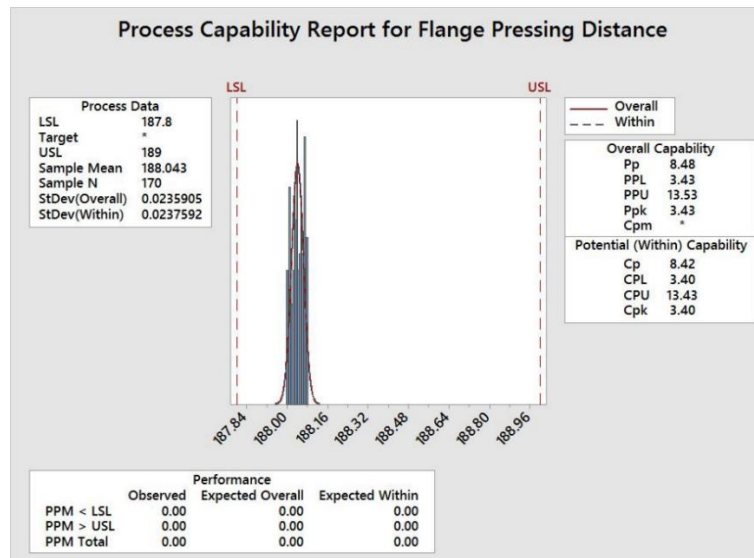 Process Capability Report for Flange Pressing Distance
LSL USL
Process Data
LSL 187.8
Target *
USL 189
Sample Mean 188.043
Sample N 170
StDev(Overall) 0.0235905
StDev(Within) 0.0237592
Overall
Within
Overall Capability
Pp 8.48
PPL 3.43
PPU 13.53
Ppk 3.43
Cpm *
Potential (Within) Capability
Cp 8.42
CPL 3.40
CPU 13.43
Cpk 3.40
187.84 188.00 188.16 188.32 188.48 188.64 188.80 188.96
Performance
Observed Expected Overall Expected Within
PPM < LSL 0.00 0.00 0.00
PPM > USL 0.00 0.00 0.00
PPM Total 0.00 0.00 0.00